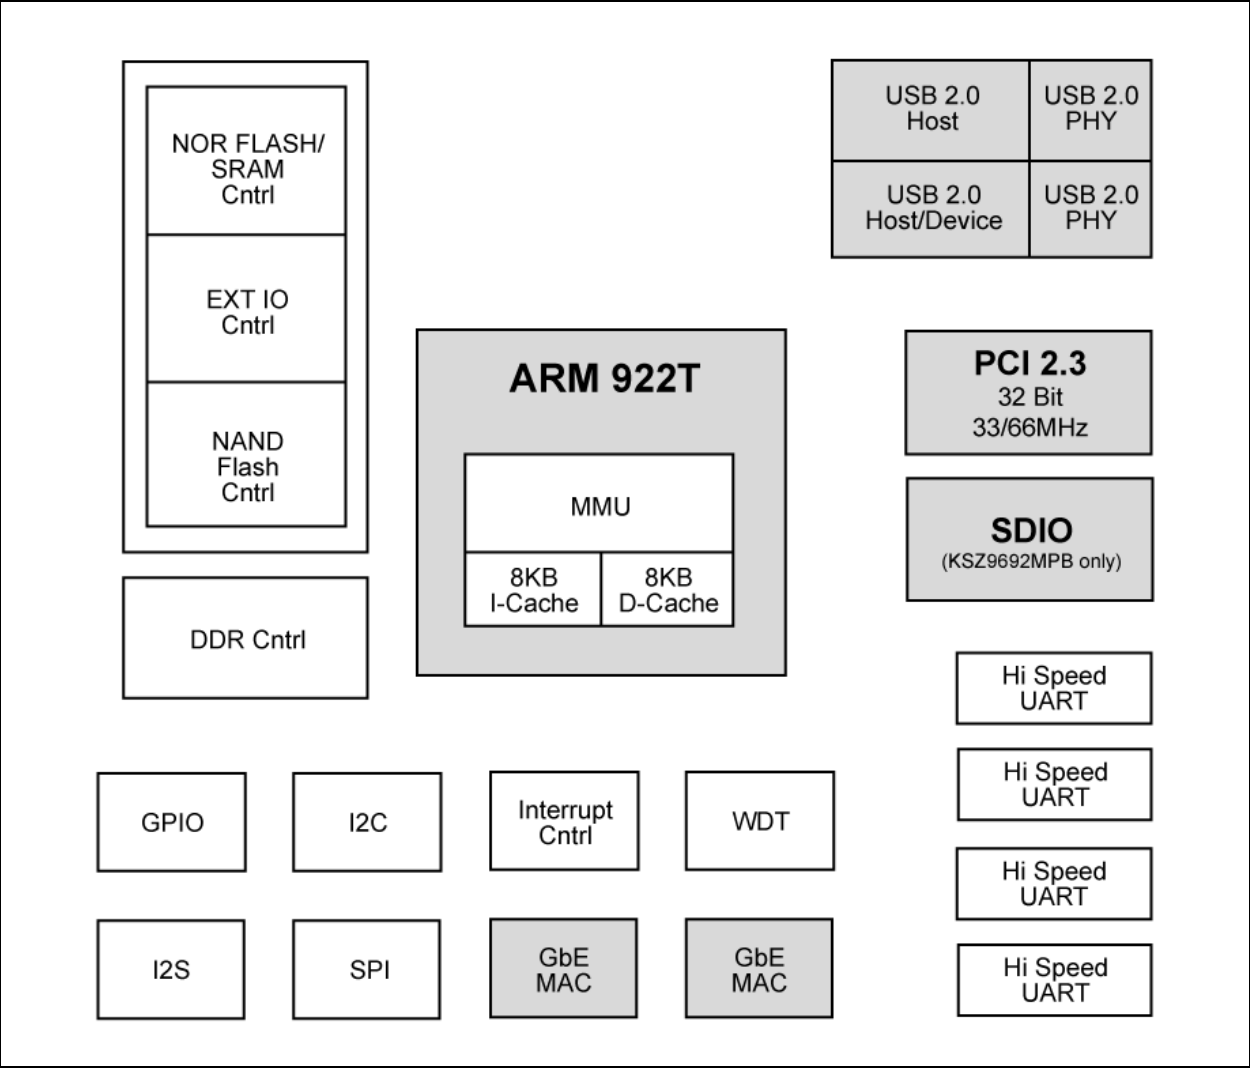 NOR FLASH/
SRAM
Cntrl
EXT IO
Cntrl
NAND
Flash
Cntrl
DDR Cntrl
ARM 922T
MMU
8KB
I-Cache
8KB
D-Cache
USB 2.0
Host
USB 2.0
PHY
USB 2.0
Host/Device
USB 2.0
PHY
PCI 2.3
32 Bit
33/66MHz
SDIO
(KSZ9692MPB only)
Hi Speed
UART
Hi Speed
UART
Hi Speed
UART
Hi Speed
UART
GPIO
I2C
Interrupt
Cntrl
WDT
I2S
SPI
GbE
MAC
GbE
MAC